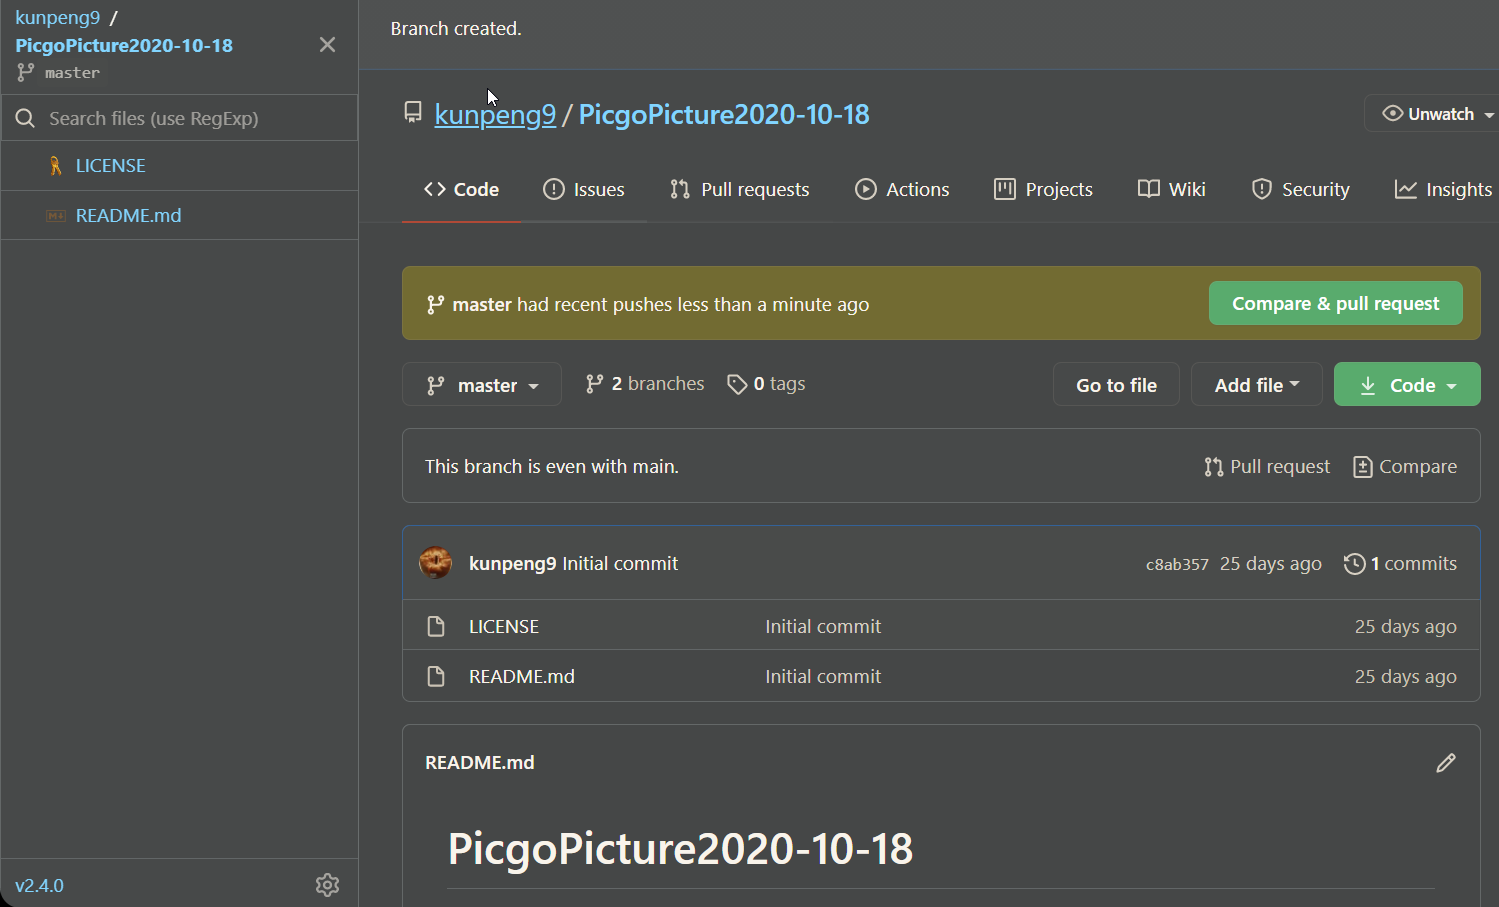 kunpeng9 /
PicgoPicture2020-10-18
master
Search files (use RegExp)
LICENSE
README.md
v2.4.0
Branch created.
kunpeng9 / PicgoPicture2020-10-18
Unwatch
Code Issues Pull requests Actions Projects Wiki Security Insights
master had recent pushes less than a minute ago
Compare & pull request
master 2 branches 0 tags
Go to file Add file Code
This branch is even with main.
Pull request Compare
kunpeng9 Initial commit c8ab357 25 days ago 1 commits
LICENSE Initial commit 25 days ago
README.md Initial commit 25 days ago
README.md
PicgoPicture2020-10-18